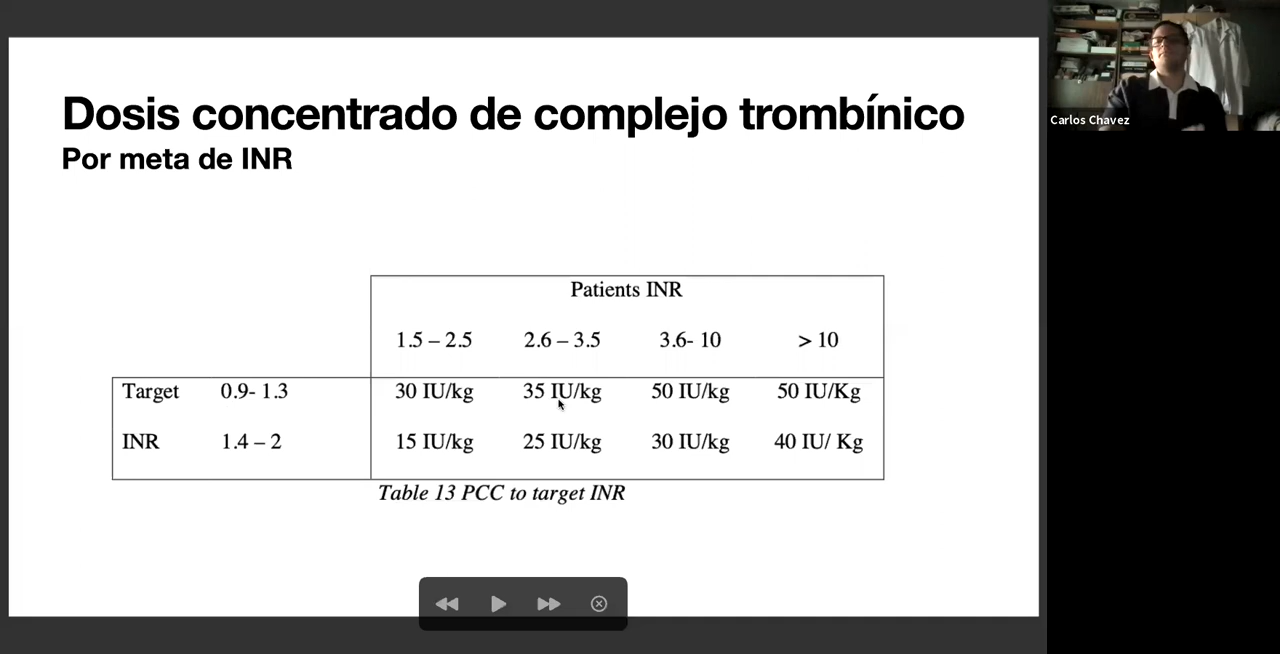 Dosis concentrado de complejo trombínico
Por meta de INR
Patients INR
1.5 – 2.5 2.6 – 3.5 3.6- 10 > 10
Target 0.9- 1.3 30 IU/kg 35 IU/kg 50 IU/kg 50 IU/Kg
INR 1.4 – 2 15 IU/kg 25 IU/kg 30 IU/kg 40 IU/ Kg
Table 13 PCC to target INR
Carlos Chavez